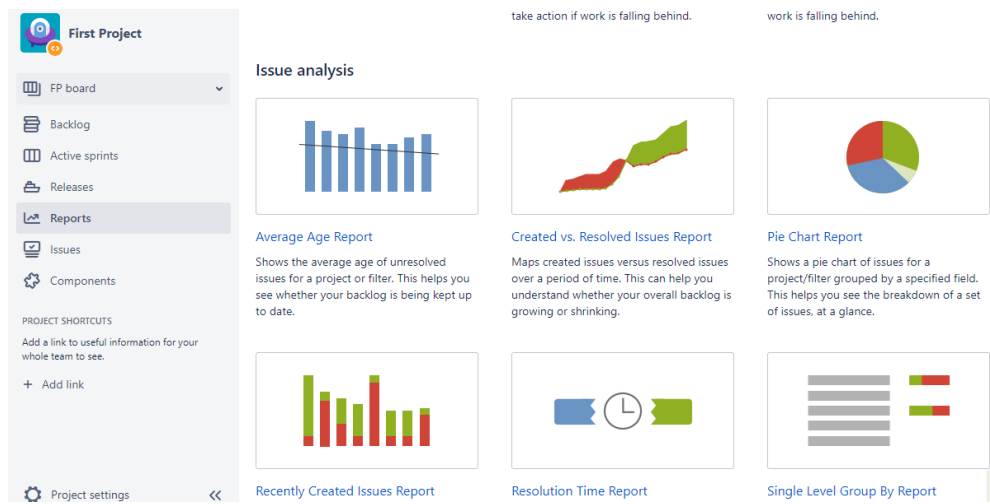 First Project
FP board
Backlog
Active sprints
Releases
Reports
Issues
Components
PROJECT SHORTCUTS
Add a link to useful information for your
whole team to see.
+ Add link
Project settings
take action if work is falling behind.
work is falling behind.
Issue analysis
Average Age Report
Shows the average age of unresolved
issues for a project or filter. This helps you
see whether your backlog is being kept up
to date.
Created vs. Resolved Issues Report
Maps created issues versus resolved issues
over a period of time. This can help you
understand whether your overall backlog is
growing or shrinking.
Pie Chart Report
Shows a pie chart of issues for a
project/filter grouped by a specified field.
This helps you see the breakdown of a set
of issues, at a glance.
Recently Created Issues Report
Resolution Time Report
Single Level Group By Report